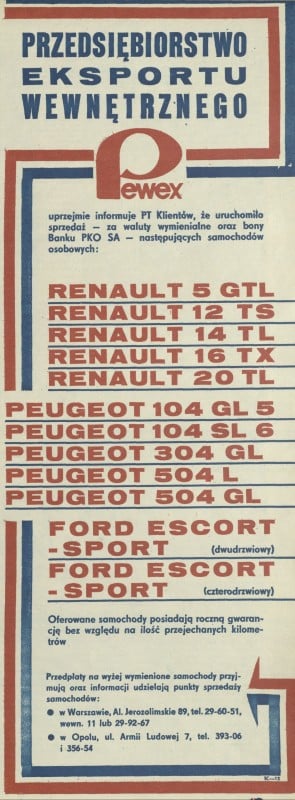 PRZEDSIĘBIORSTWO
EKSPORTU
WEWNĘTRZNEGO
Pewex
uprzejmie informuje PT Klientów, że uruchomiło
sprzedaż — za waluty wymienialne oraz bony
Banku PKO SA — następujących samochodów
osobowych:
RENAULT 5 GTL
RENAULT 12 TS
RENAULT 14 TL
RENAULT 16 TX
RENAULT 20 TL
PEUGEOT 104 GL 5
PEUGEOT 104 SL 6
PEUGEOT 304 GL
PEUGEOT 504 L
PEUGEOT 504 GL
FORD ESCORT
- SPORT (dwudrzwiowy)
FORD ESCORT
- SPORT (czterodrzwiowy)
Oferowane samochody posiadają roczną gwaran-
cję bez względu na ilość przejechanych kilome-
trów
Przedpłaty na wyżej wymienione samochody przyj-
mują oraz informacji udzielają punkty sprzedaży
samochodów:
● w Warszawie, Al. Jerozolimskie 89, tel. 29-60-51,
wewn. 11 lub 29-92-67
● w Opolu, ul. Armii Ludowej 7, tel. 393-06
i 356-54